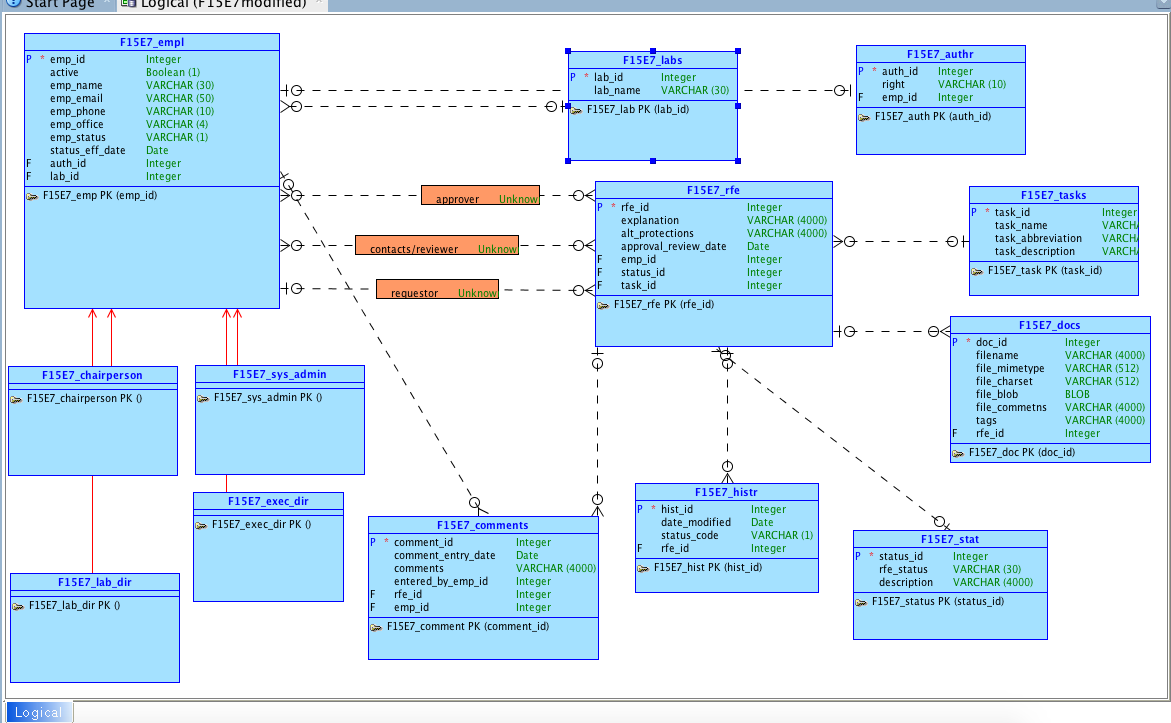 Start Page
Logical (F15E7modified)
F15E7_empl
P * emp_id Integer
active Boolean (1)
emp_name VARCHAR (30)
emp_email VARCHAR (50)
emp_phone VARCHAR (10)
emp_office VARCHAR (4)
emp_status VARCHAR (1)
status_eff_date Date
F auth_id Integer
F lab_id Integer
F15E7_emp PK (emp_id)
F15E7_labs
P * lab_id Integer
lab_name VARCHAR (30)
F15E7_lab PK (lab_id)
F15E7_authr
P * auth_id Integer
right VARCHAR (10)
F emp_id Integer
F15E7_auth PK (auth_id)
approver Unknow
contacts/reviewer Unknow
requestor Unknow
F15E7_rfe
P * rfe_id Integer
explanation VARCHAR (4000)
alt_protections VARCHAR (4000)
approval_review_date Date
F emp_id Integer
F status_id Integer
F task_id Integer
F15E7_rfe PK (rfe_id)
F15E7_tasks
P * task_id Integer
task_name VARCHA
task_abbreviation VARCHA
task_description VARCHA
F15E7_task PK (task_id)
F15E7_docs
P * doc_id Integer
filename VARCHAR (4000)
file_mimetype VARCHAR (512)
file_charset VARCHAR (512)
file_blob BLOB
file_commetns VARCHAR (4000)
tags VARCHAR (4000)
F rfe_id Integer
F15E7_doc PK (doc_id)
F15E7_chairperson
F15E7_chairperson PK ()
F15E7_sys_admin
F15E7_sys_admin PK ()
F15E7_exec_dir
F15E7_exec_dir PK ()
F15E7_lab_dir
F15E7_lab_dir PK ()
F15E7_comments
P * comment_id Integer
comment_entry_date Date
comments VARCHAR (4000)
entered_by_emp_id Integer
F rfe_id Integer
F emp_id Integer
F15E7_comment PK (comment_id)
F15E7_histr
P * hist_id Integer
date_modified Date
status_code VARCHAR (1)
F rfe_id Integer
F15E7_hist PK (hist_id)
F15E7_stat
P * status_id Integer
rfe_status VARCHAR (30)
description VARCHAR (4000)
F15E7_status PK (status_id)
Logical